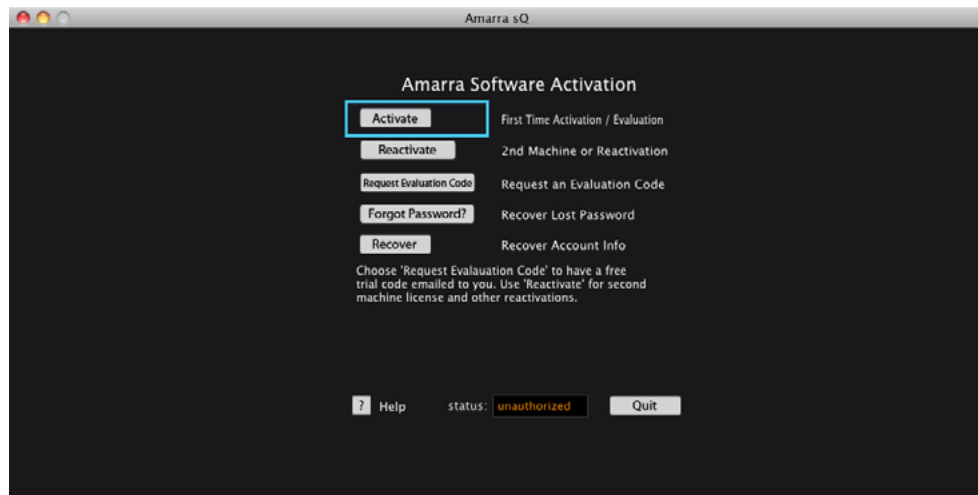 Amarra sQ
Amarra Software Activation
Activate First Time Activation / Evaluation
Reactivate 2nd Machine or Reactivation
Request Evaluation Code Request an Evaluation Code
Forgot Password? Recover Lost Password
Recover Recover Account Info
Choose 'Request Evalauation Code' to have a free
trial code emailed to you. Use 'Reactivate' for second
machine license and other reactivations.
? Help status: unauthorized Quit